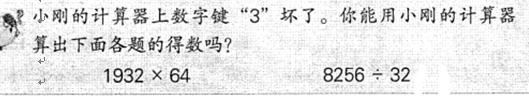 小刚的计算器上数字键“3”坏了。你能用小刚的计算器
算出下面各题的得数吗？
1932 × 64 8256 ÷ 32